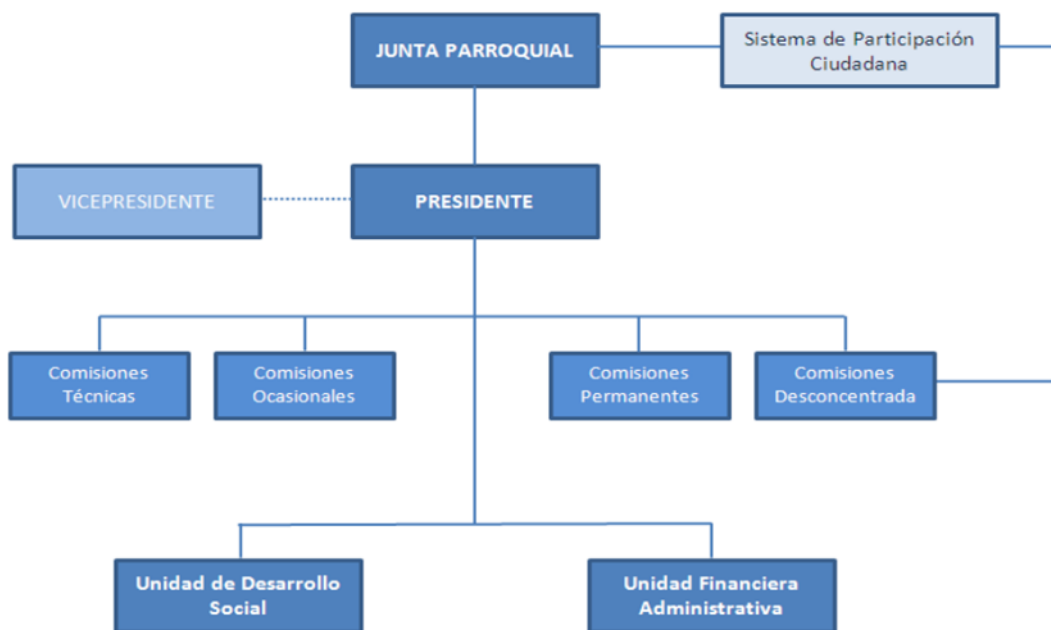 JUNTA PARROQUIAL
Sistema de Participación
Ciudadana
VICEPRESIDENTE
PRESIDENTE
Comisiones
Técnicas
Comisiones
Ocasionales
Comisiones
Permanentes
Comisiones
Desconcentrada
Unidad de Desarrollo
Social
Unidad Financiera
Administrativa